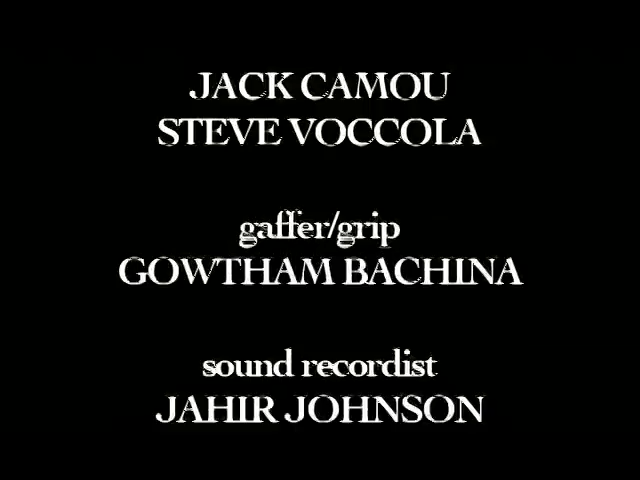 JACK CAMOU
STEVE VOCCOLA
gaffer/grip
GOWTHAM BACHINA
sound recordist
JAHIR JOHNSON